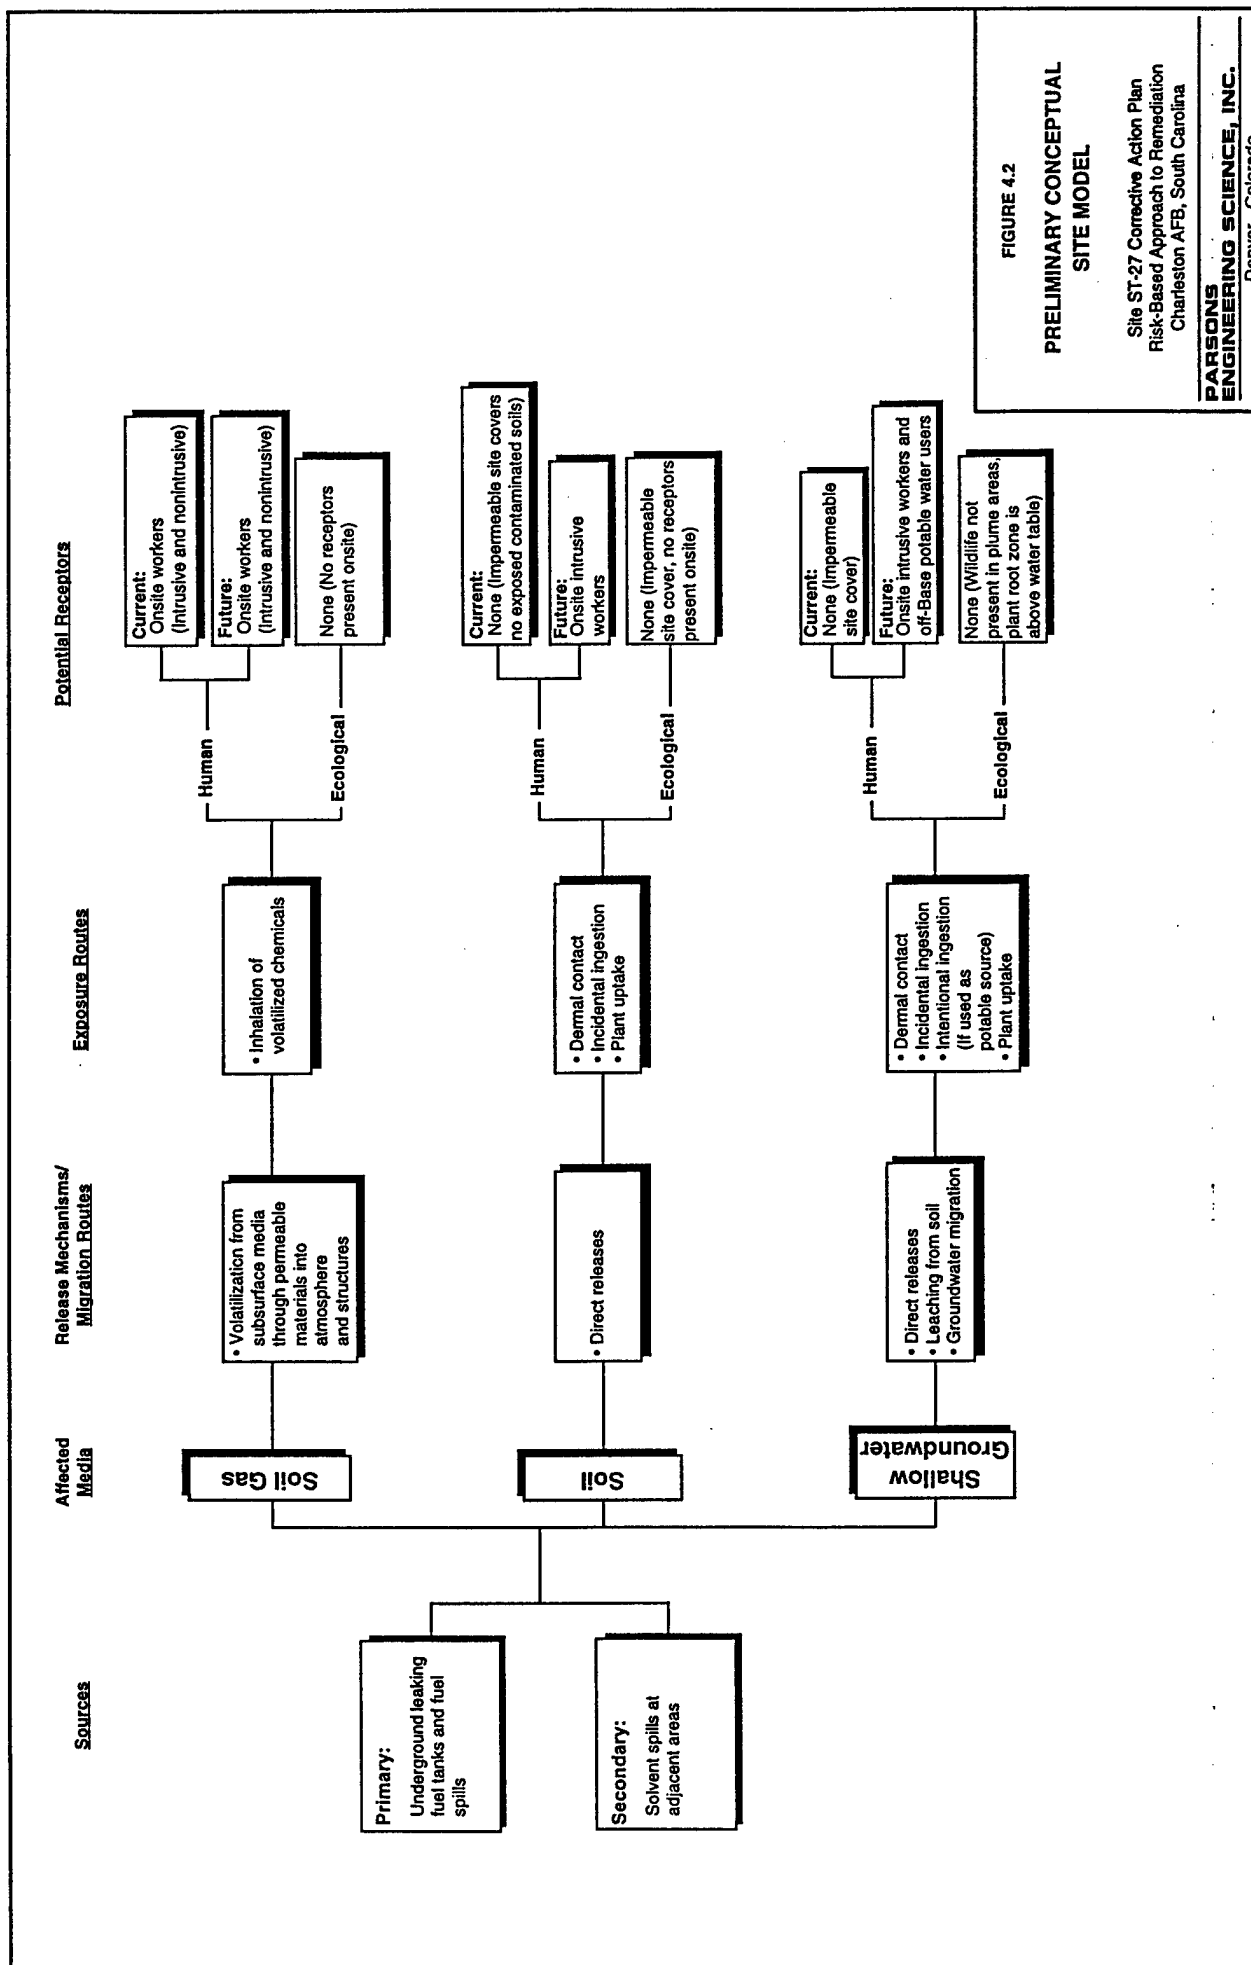 Sources
Affected
Media
Release Mechanisms/
Migration Routes
Exposure Routes
Potential Receptors
Primary:
Underground leaking
fuel tanks and fuel
spills
Secondary:
Solvent spills at
adjacent areas
Soil Gas
• Volatilization from
subsurface media
through permeable
materials into
atmosphere
and structures
• Inhalation of
volatilized chemicals
Human
Current:
Onsite workers
(Intrusive and nonintrusive)
Future:
Onsite workers
(Intrusive and nonintrusive)
Ecological
None (No receptors
present onsite)
Soil
• Direct releases
• Dermal contact
• Incidental ingestion
• Plant uptake
Human
Current:
None (Impermeable site covers
no exposed contaminated soils)
Future:
Onsite intrusive
workers
Ecological
None (Impermeable
site cover, no receptors
present onsite)
Shallow
Groundwater
• Direct releases
• Leaching from soil
• Groundwater migration
• Dermal contact
• Incidental ingestion
• Intentional ingestion
(If used as
potable source)
• Plant uptake
Human
Current:
None (Impermeable
site cover)
Future:
Onsite intrusive workers and
off-Base potable water users
Ecological
None (Wildlife not
present in plume areas,
plant root zone is
above water table)
FIGURE 4.2
PRELIMINARY CONCEPTUAL
SITE MODEL
Site ST-27 Corrective Action Plan
Risk-Based Approach to Remediation
Charleston AFB, South Carolina
PARSONS
ENGINEERING SCIENCE, INC.
Denver, Colorado